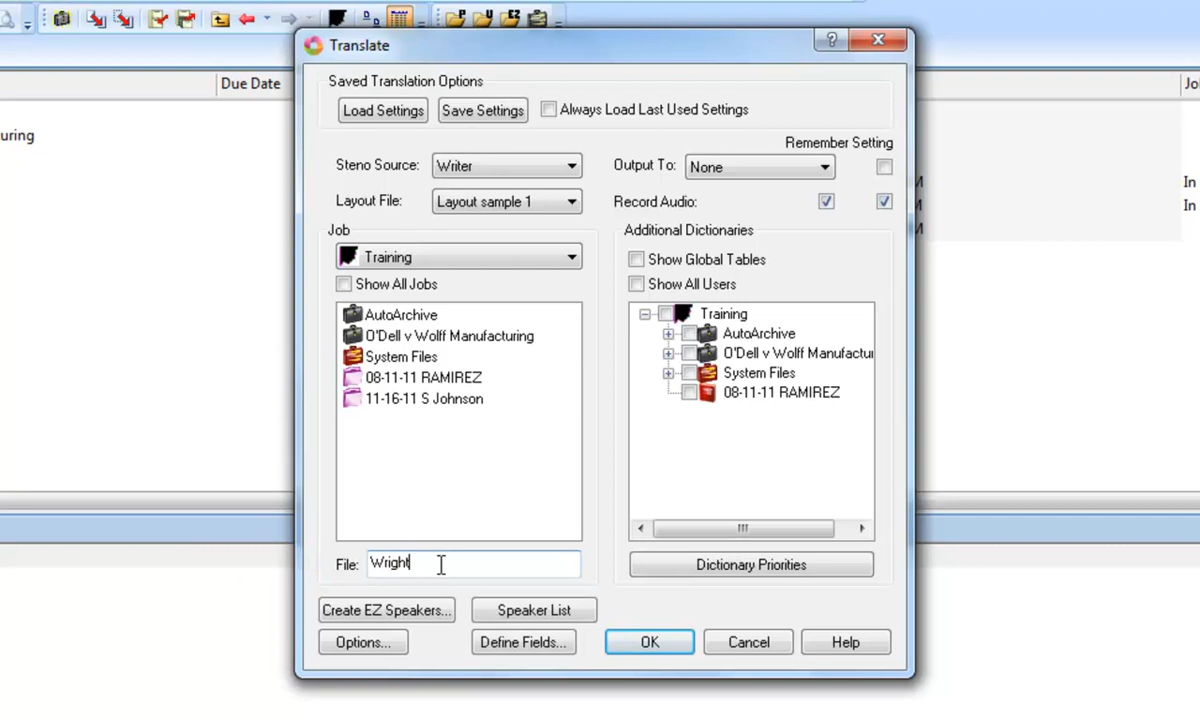 Translate
Due Date
uring
Saved Translation Options
Load Settings
Save Settings
Always Load Last Used Settings
Remember Setting
Steno Source:
Writer
Output To:
None
Layout File:
Layout sample 1
Record Audio:
Job
Training
Show All Jobs
AutoArchive
O'Dell v Wolff Manufacturing
System Files
08-11-11 RAMIREZ
11-16-11 S Johnson
File:
Wright
Additional Dictionaries
Show Global Tables
Show All Users
Training
AutoArchive
O'Dell v Wolff Manufactu
System Files
08-11-11 RAMIREZ
Dictionary Priorities
Create EZ Speakers...
Speaker List
Options...
Define Fields...
OK
Cancel
Help
Jo
M
In
M
In
M